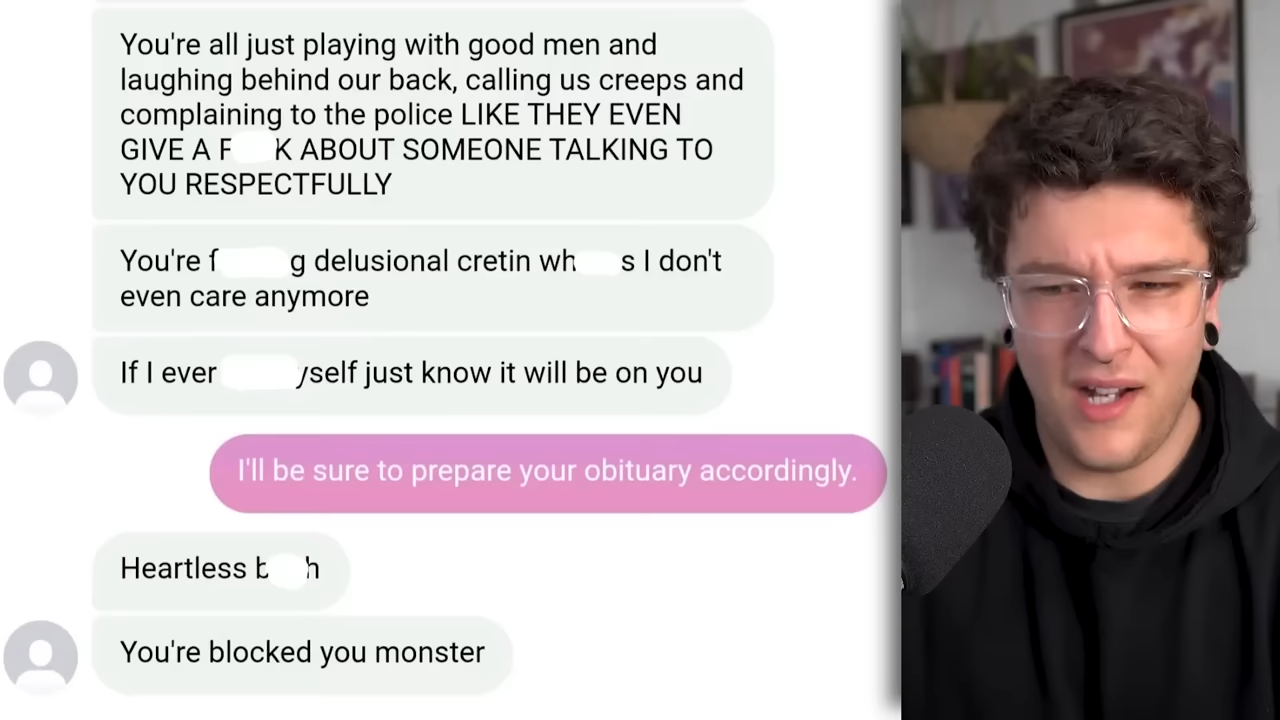 You're all just playing with good men and
laughing behind our back, calling us creeps and
complaining to the police LIKE THEY EVEN
GIVE A F K ABOUT SOMEONE TALKING TO
YOU RESPECTFULLY
You're f g delusional cretin wh s I don't
even care anymore
If I ever yself just know it will be on you
I'll be sure to prepare your obituary accordingly.
Heartless b h
You're blocked you monster